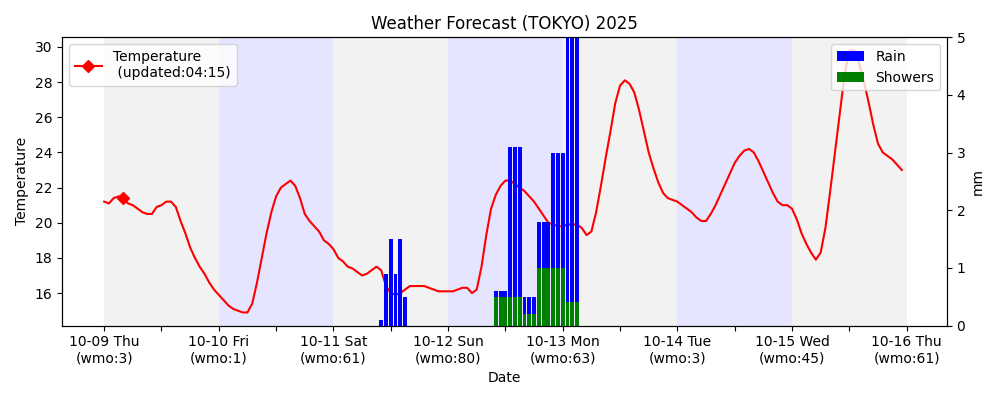 Weather Forecast (TOKYO) 2025
Temperature
(updated:04:15)
Rain
Showers
30
28
26
24
22
20
18
16
Temperature
5
4
3
2
1
0
mm
10-09 Thu 10-10 Fri 10-11 Sat 10-12 Sun 10-13 Mon 10-14 Tue 10-15 Wed 10-16 Thu
(wmo:3) (wmo:1) (wmo:61) (wmo:80) (wmo:63) (wmo:3) (wmo:45) (wmo:61)
Date